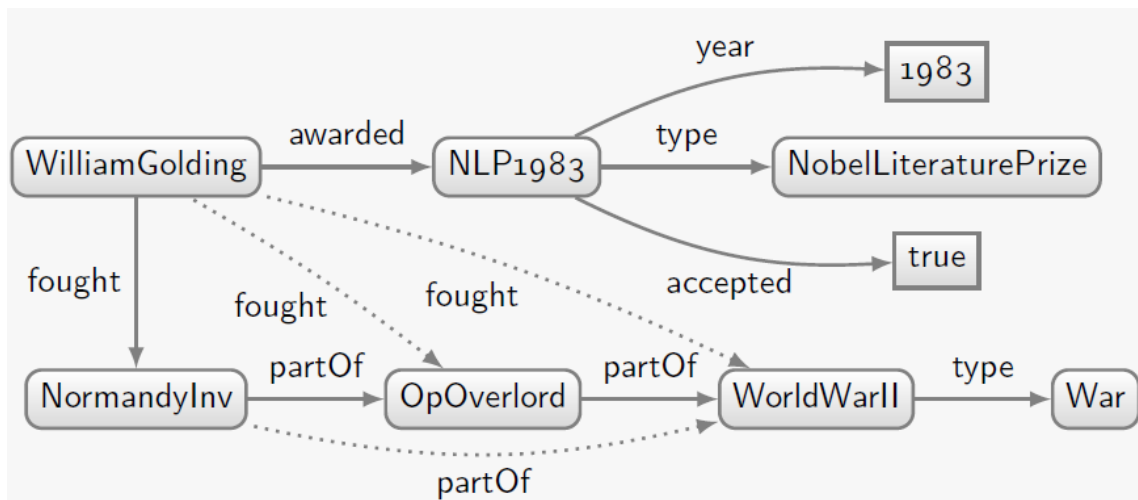 year
1983
awarded
type
WilliamGolding
NLP1983
NobelLiteraturePrize
true
accepted
fought
fought
fought
partOf
partOf
type
NormandyInv
OpOverlord
WorldWarII
War
partOf